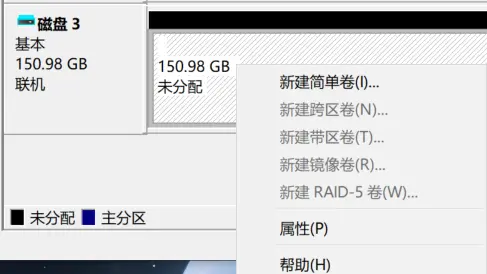 磁盘 3
基本
150.98 GB
联机
150.98 GB
未分配
新建简单卷(I)...
新建跨区卷(N)...
新建带区卷(T)...
新建镜像卷(R)...
新建 RAID-5 卷(W)...
属性(P)
帮助(H)
未分配 主分区